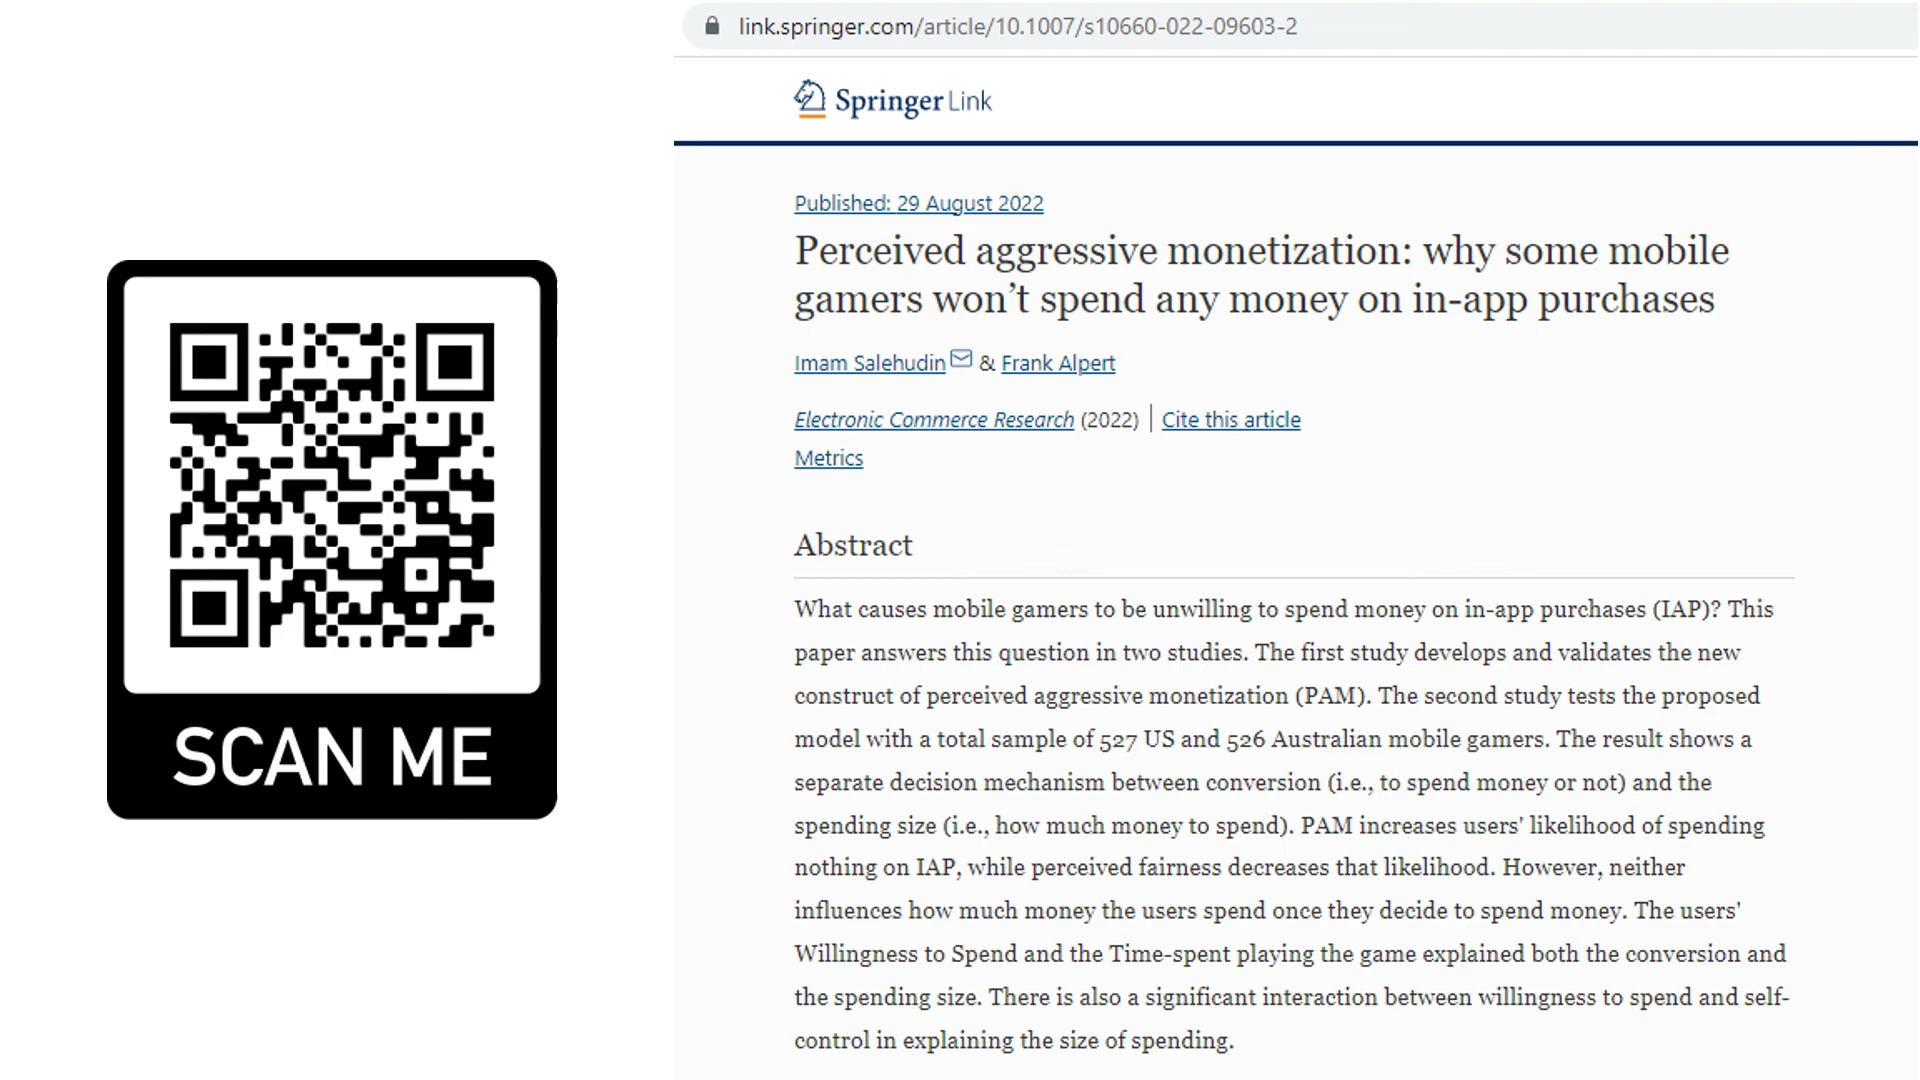 SCAN ME
link.springer.com/article/10.1007/s10660-022-09603-2
Springer Link
Published: 29 August 2022
Perceived aggressive monetization: why some mobile
gamers won’t spend any money on in-app purchases
Imam Salehudin & Frank Alpert
Electronic Commerce Research (2022) | Cite this article
Metrics
Abstract
What causes mobile gamers to be unwilling to spend money on in-app purchases (IAP)? This
paper answers this question in two studies. The first study develops and validates the new
construct of perceived aggressive monetization (PAM). The second study tests the proposed
model with a total sample of 527 US and 526 Australian mobile gamers. The result shows a
separate decision mechanism between conversion (i.e., to spend money or not) and the
spending size (i.e., how much money to spend). PAM increases users' likelihood of spending
nothing on IAP, while perceived fairness decreases that likelihood. However, neither
influences how much money the users spend once they decide to spend money. The users'
Willingness to Spend and the Time-spent playing the game explained both the conversion and
the spending size. There is also a significant interaction between willingness to spend and self-
control in explaining the size of spending.